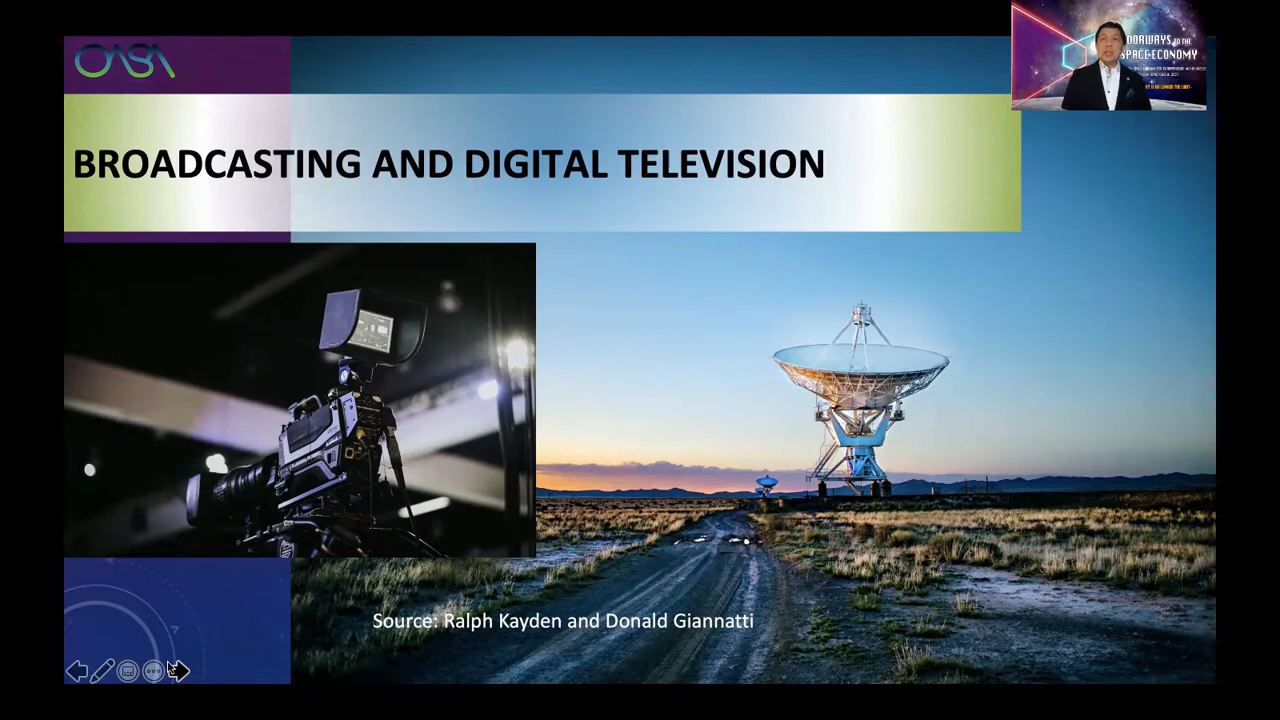 OASA
DOORWAYS TO THE
SPACE ECONOMY
BROADCASTING AND DIGITAL TELEVISION
Source: Ralph Kayden and Donald Giannatti